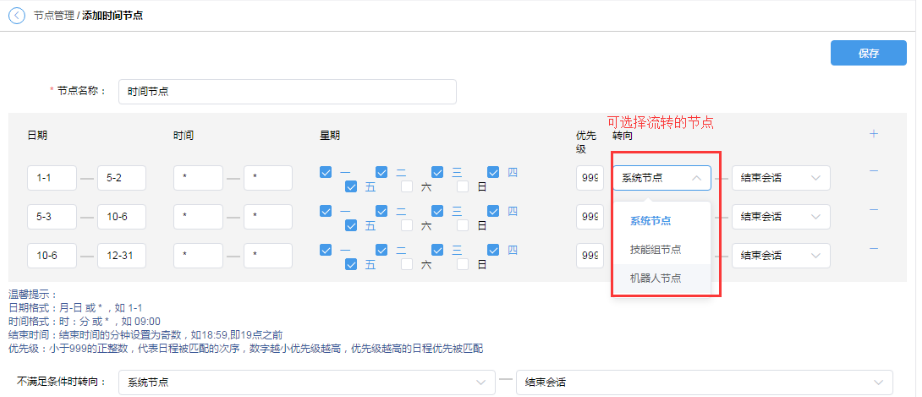 节点管理 / 添加时间节点
保存
* 节点名称： 时间节点
可选择流转的节点
日期 时间 星期 优先级 转向 +
1-1 — 5-2 * — * 一 二 三 四 五 六 日 999 系统节点 — 结束会话 —
5-3 — 10-6 * — * 一 二 三 四 五 六 日 999 — 结束会话 —
10-6 — 12-31 * — * 一 二 三 四 五 六 日 999 — 结束会话 —
系统节点
技能组节点
机器人节点
温馨提示：
日期格式：月-日 或 * ，如 1-1
时间格式：时：分 或 * ，如 09:00
结束时间：结束时间的分钟设置为奇数，如18:59,即19点之前
优先级：小于999的正整数，代表日程被匹配的次序，数字越小优先级越高，优先级越高的日程优先被匹配
不满足条件时转向： 系统节点 — 结束会话